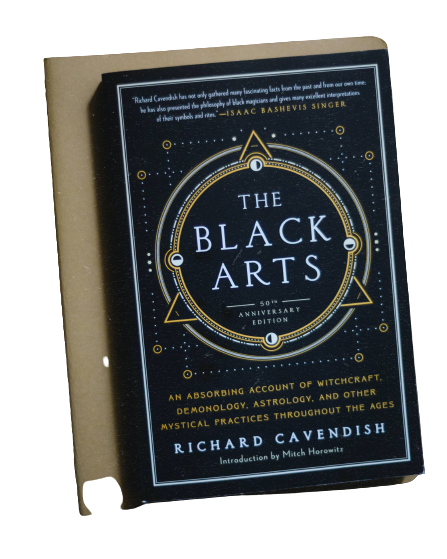 "Richard Cavendish has not only gathered many fascinating facts from the past and from our own time;
he has also presented the philosophy of black magicians and gives many excellent interpretations
of their symbols and rites." —ISAAC BASHEVIS SINGER
THE
BLACK
ARTS
50TH
ANNIVERSARY
EDITION
AN ABSORBING ACCOUNT OF WITCHCRAFT,
DEMONOLOGY, ASTROLOGY, AND OTHER
MYSTICAL PRACTICES THROUGHOUT THE AGES
RICHARD CAVENDISH
Introduction by Mitch Horowitz